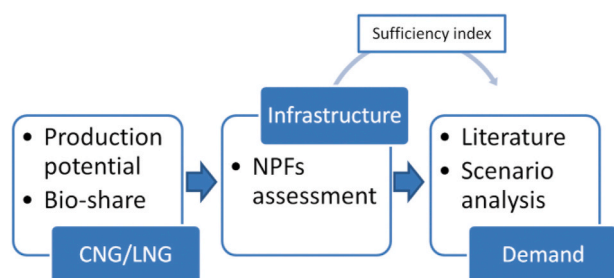 Sufficiency index
Infrastructure
• Production
potential
• Bio-share
CNG/LNG
• NPFs
assessment
• Literature
• Scenario
analysis
Demand